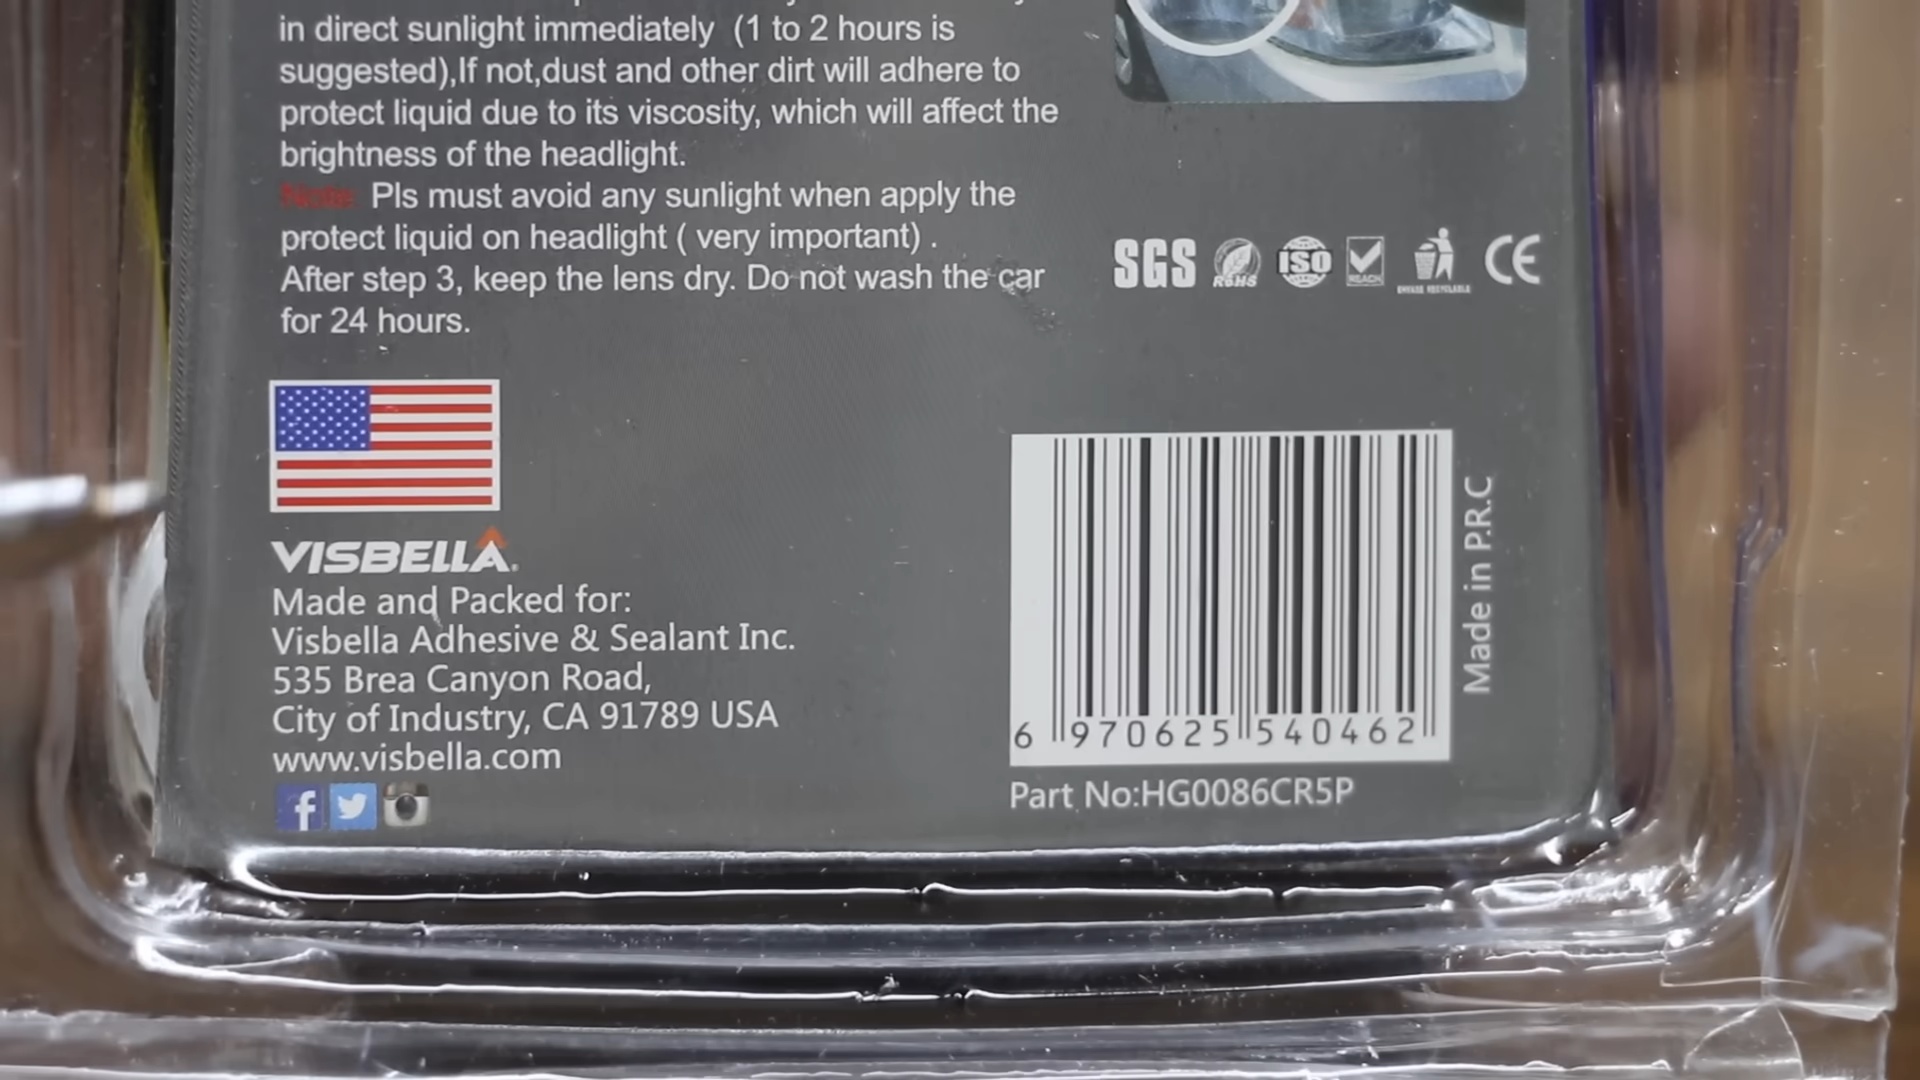 in direct sunlight immediately (1 to 2 hours is
suggested),If not,dust and other dirt will adhere to
protect liquid due to its viscosity, which will affect the
brightness of the headlight.
Note: Pls must avoid any sunlight when apply the
protect liquid on headlight ( very important) .
After step 3, keep the lens dry. Do not wash the car
for 24 hours.
SGS RoHS ISO REACH CE
VISBELLA.
Made and Packed for:
Visbella Adhesive & Sealant Inc.
535 Brea Canyon Road,
City of Industry, CA 91789 USA
www.visbella.com
f
6 970625 540462
Part No:HG0086CR5P
Made in P.R.C